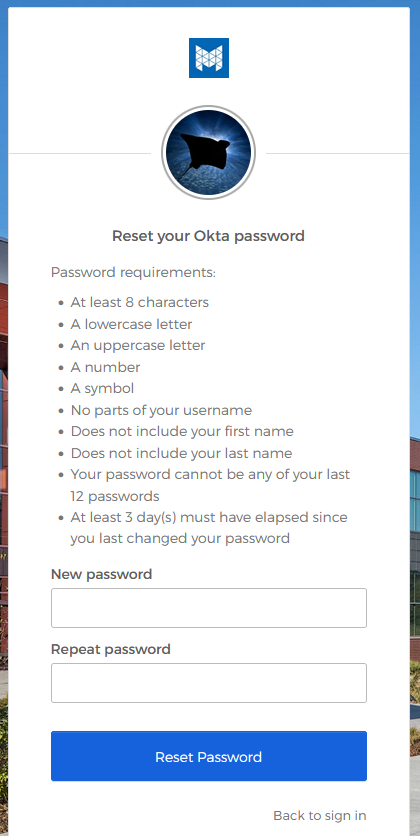 Reset your Okta password
Password requirements:
At least 8 characters
A lowercase letter
An uppercase letter
A number
A symbol
No parts of your username
Does not include your first name
Does not include your last name
Your password cannot be any of your last
12 passwords
At least 3 day(s) must have elapsed since
you last changed your password
New password
Repeat password
Reset Password
Back to sign in